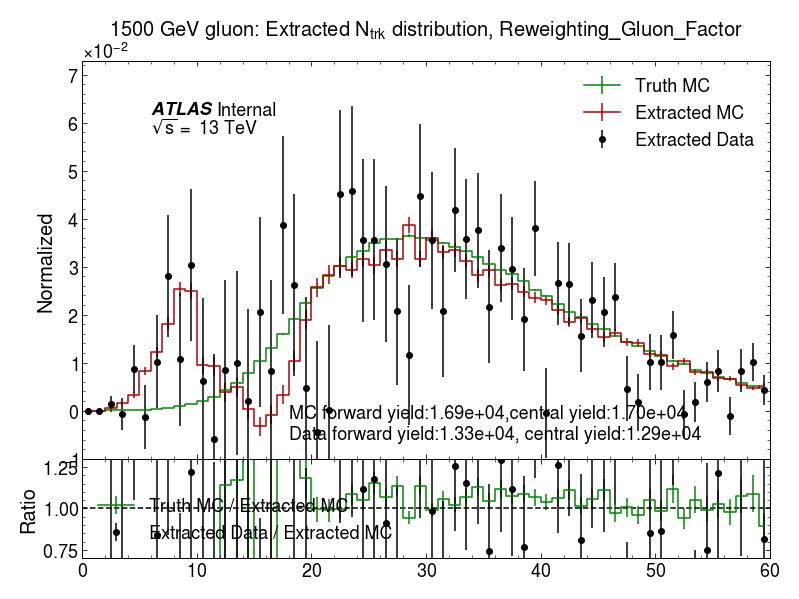 1500 GeV gluon: Extracted Ntrk distribution, Reweighting_Gluon_Factor
×10−2
7
6
5
4
3
2
1
0
1
Normalized
ATLAS Internal
√s = 13 TeV
Truth MC
Extracted MC
Extracted Data
MC forward yield:1.69e+04,central yield:1.70e+04
Data forward yield:1.33e+04, central yield:1.29e+04
1.25
1.00
0.75
Ratio
Truth MC / Extracted MC
Extracted Data / Extracted MC
0 10 20 30 40 50 60